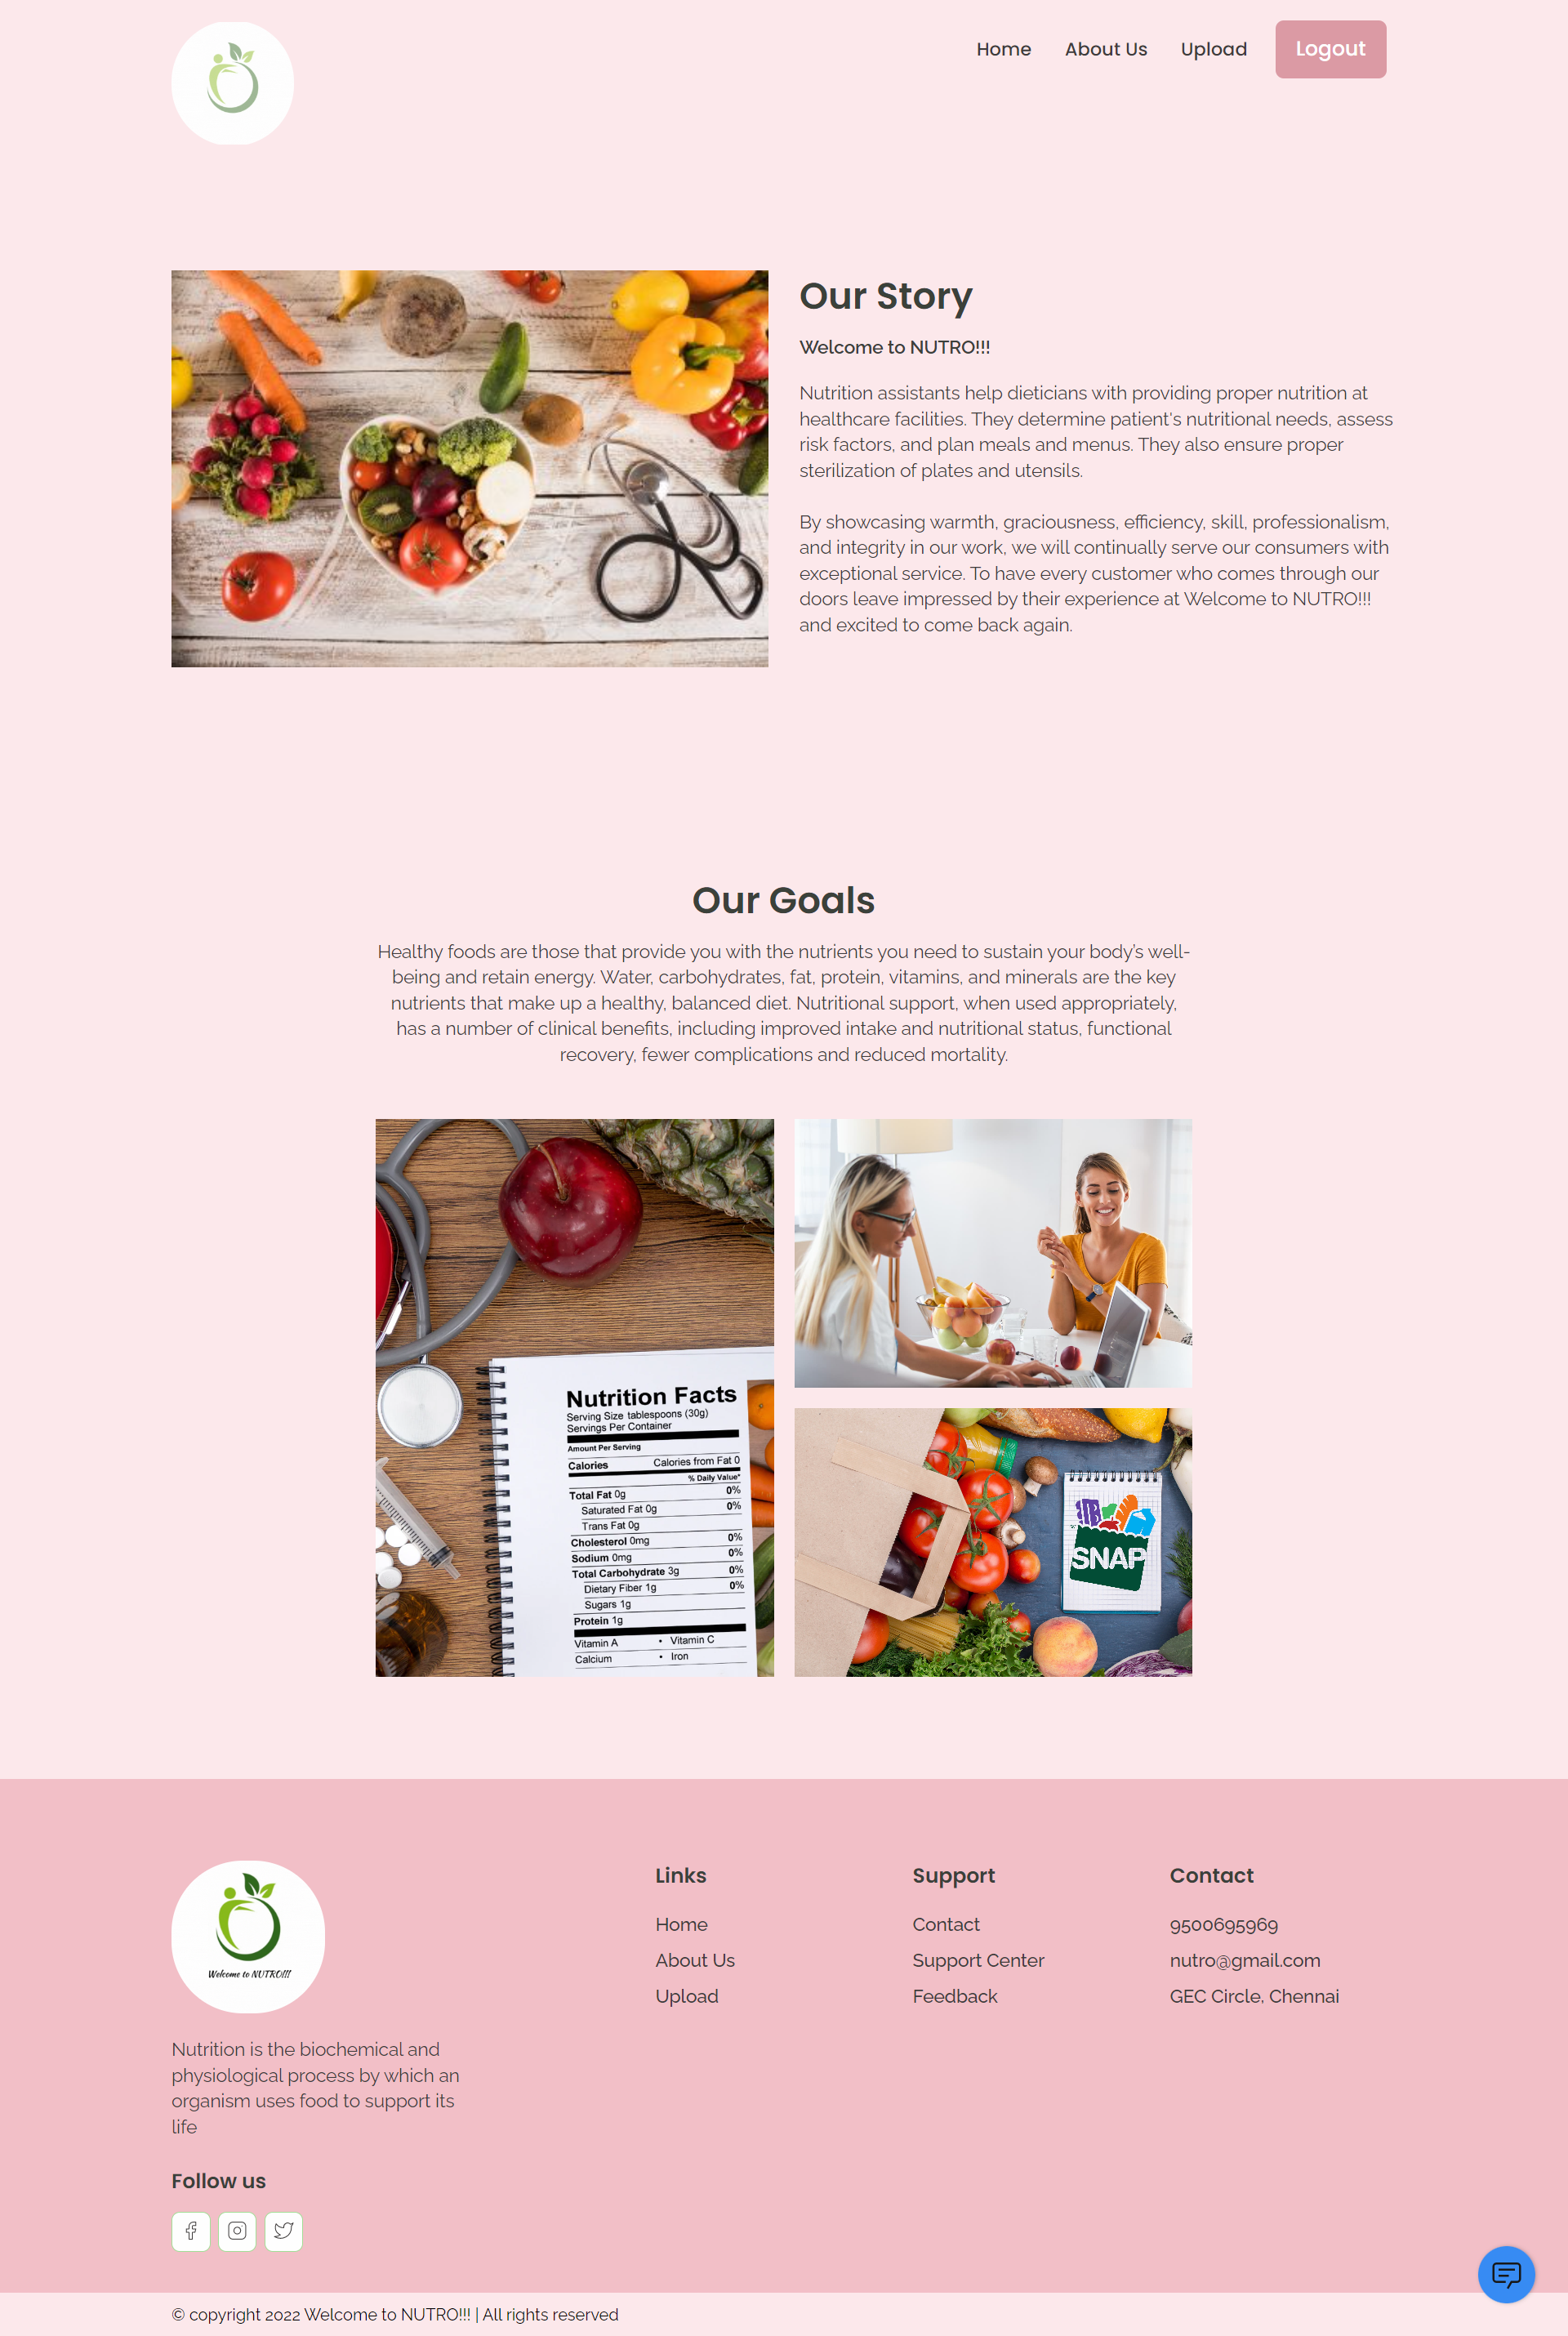 Home About Us Upload Logout
Our Story
Welcome to NUTRO!!!
Nutrition assistants help dieticians with providing proper nutrition at
healthcare facilities. They determine patient's nutritional needs, assess
risk factors, and plan meals and menus. They also ensure proper
sterilization of plates and utensils.
By showcasing warmth, graciousness, efficiency, skill, professionalism,
and integrity in our work, we will continually serve our consumers with
exceptional service. To have every customer who comes through our
doors leave impressed by their experience at Welcome to NUTRO!!!
and excited to come back again.
Our Goals
Healthy foods are those that provide you with the nutrients you need to sustain your body's well-
being and retain energy. Water, carbohydrates, fat, protein, vitamins, and minerals are the key
nutrients that make up a healthy, balanced diet. Nutritional support, when used appropriately,
has a number of clinical benefits, including improved intake and nutritional status, functional
recovery, fewer complications and reduced mortality.
Nutrition Facts
Serving Size tablespoons (30g)
Servings Per Container
Amount Per Serving
Calories Calories from Fat 0
% Daily Value*
Total Fat 0g 0%
Saturated Fat 0g 0%
Trans Fat 0g
Cholesterol 0mg 0%
Sodium 0mg 0%
Total Carbohydrate 3g 0%
Dietary Fiber 1g 0%
Sugars 1g
Protein 1g
Vitamin A • Vitamin C
Calcium • Iron
SNAP
Welcome to NUTRO!!!
Nutrition is the biochemical and
physiological process by which an
organism uses food to support its
life
Follow us
Links
Home
About Us
Upload
Support
Contact
Support Center
Feedback
Contact
9500695969
nutro@gmail.com
GEC Circle, Chennai
© copyright 2022 Welcome to NUTRO!!! | All rights reserved